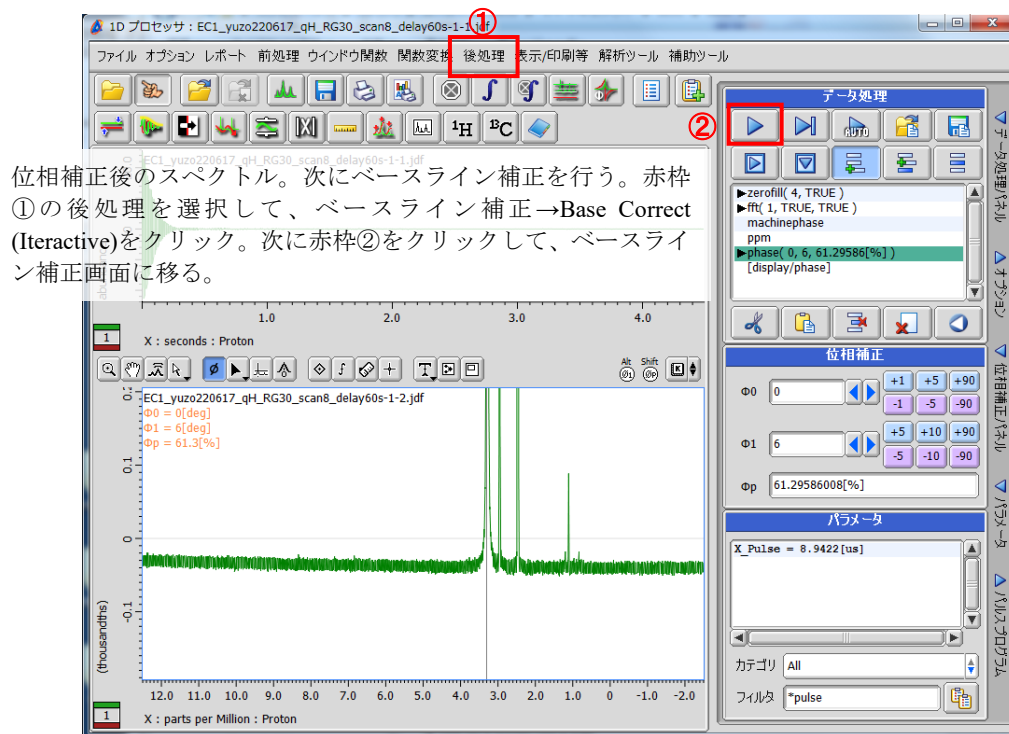 ①
1D プロセッサ : EC1_yuzo220617_qH_RG30_scan8_delay60s-1-1.jdf
ファイル オプション レポート 前処理 ウインドウ関数 関数変換 後処理 表示/印刷等 解析ツール 補助ツール
②
1H 13C
EC1_yuzo220617_qH_RG30_scan8_delay60s-1-1.jdf
位相補正後のスペクトル。次にベースライン補正を行う。赤枠
①の後処理を選択して、ベースライン補正→Base Correct
(Iteractive)をクリック。次に赤枠②をクリックして、ベースライ
ン補正画面に移る。
1.0 2.0 3.0 4.0
1
X : seconds : Proton
Alt Shift
EC1_yuzo220617_qH_RG30_scan8_delay60s-1-2.jdf
Φ0 = 0[deg]
Φ1 = 6[deg]
Φp = 61.3[%]
0.1
0
-0.1
(thousandths)
12.0 11.0 10.0 9.0 8.0 7.0 6.0 5.0 4.0 3.0 2.0 1.0 0 -1.0 -2.0
1
X : parts per Million : Proton
データ処理
AUTO
zerofill( 4, TRUE )
fft( 1, TRUE, TRUE )
machinephase
ppm
phase( 0, 6, 61.29586[%] )
[display/phase]
位相補正
Φ0 0 +1 +5 +90
-1 -5 -90
Φ1 6 +5 +10 +90
-5 -10 -90
Φp 61.29586008[%]
パラメータ
X_Pulse = 8.9422[us]
カテゴリ All
フィルタ *pulse
データ処理パネル
オプション
位相補正パネル
パラメータ
パルスプログラム